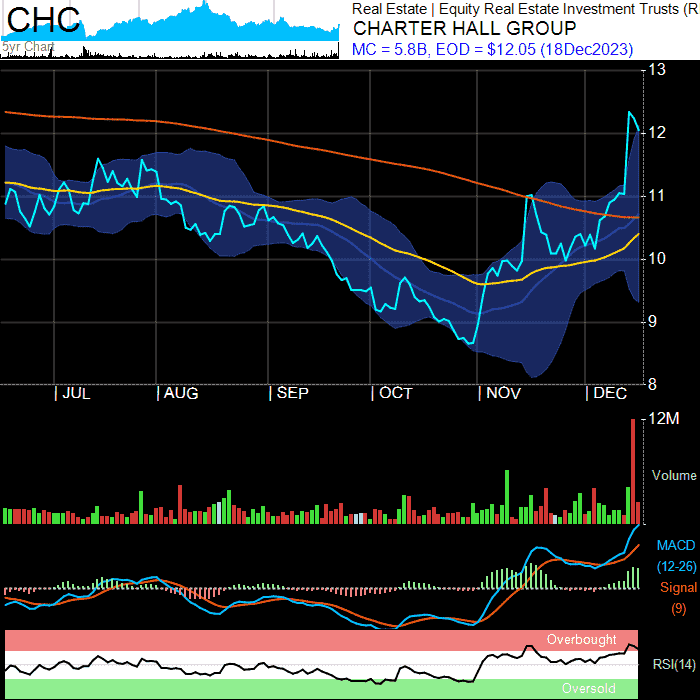 CHC
5yr Chart
Real Estate | Equity Real Estate Investment Trusts (R
CHARTER HALL GROUP
MC = 5.8B, EOD = $12.05 (18Dec2023)
13
12
11
10
9
8
| JUL | AUG | SEP | OCT | NOV | DEC
12M
Volume
MACD
(12-26)
Signal
(9)
Overbought
RSI(14)
Oversold